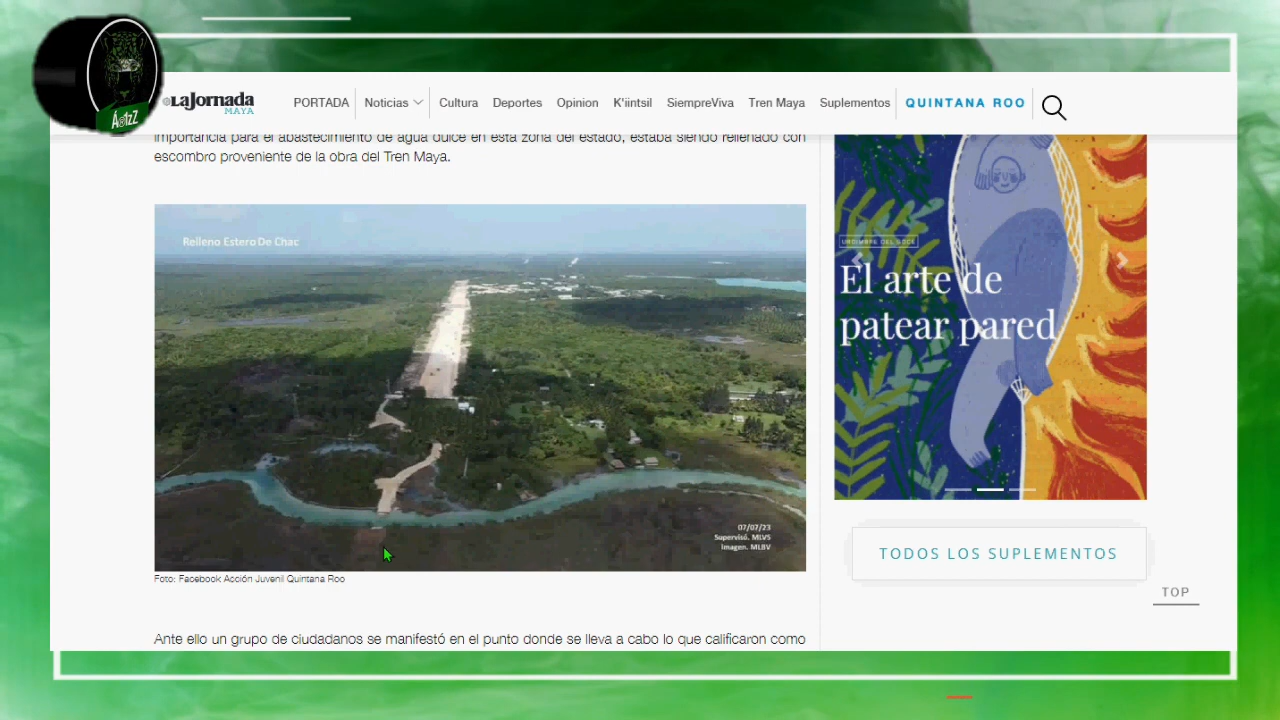 LaJornada
MAYA
PORTADA
Noticias
Cultura
Deportes
Opinion
K'iintsil
SiempreViva
Tren Maya
Suplementos
QUINTANA ROO
importancia para el abastecimiento de agua dulce en esta zona del estado, estaba siendo rellenado con
escombro proveniente de la obra del Tren Maya.
Relleno Estero De Chac
07/07/23
Supervisó. MLVS
Imagen. MLBV
Foto: Facebook Acción Juvenil Quintana Roo
Ante ello un grupo de ciudadanos se manifestó en el punto donde se lleva a cabo lo que calificaron como
El arte de
patear pared
TODOS LOS SUPLEMENTOS
TOP